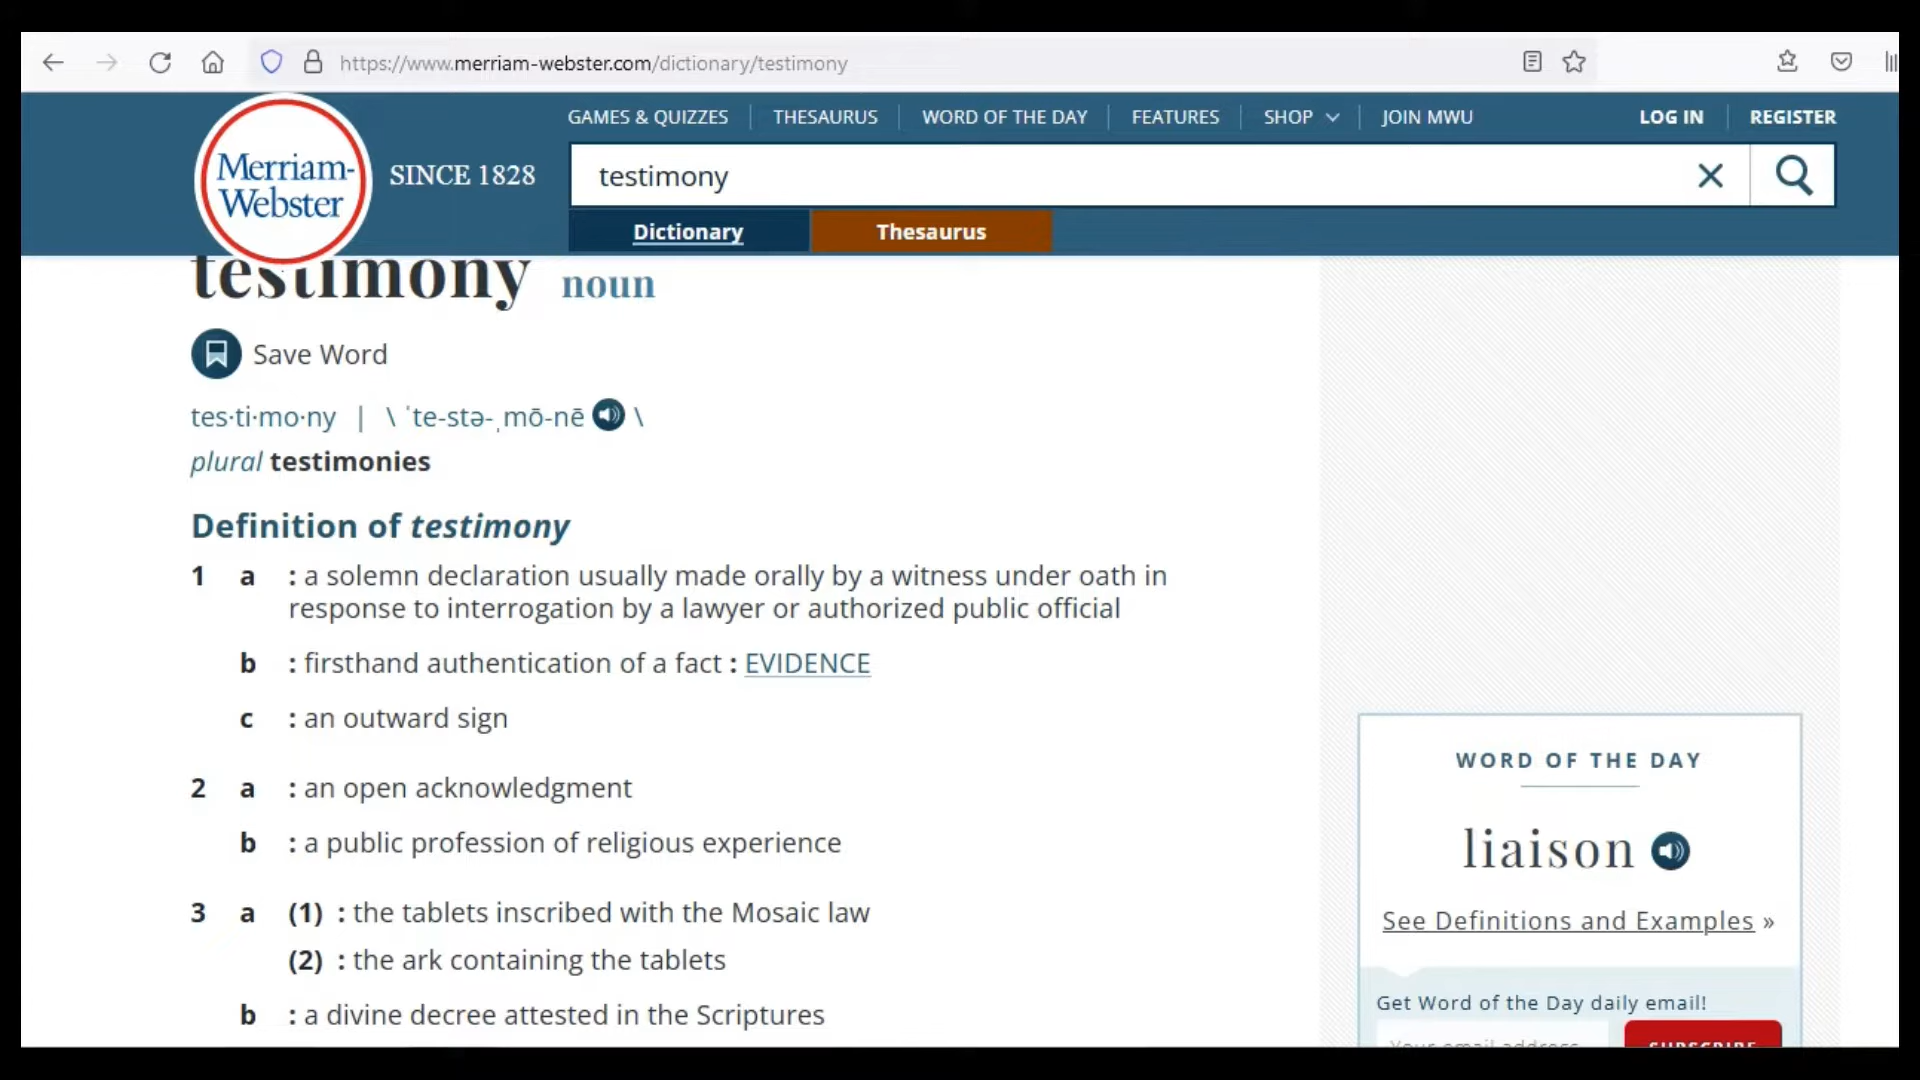 https://www.merriam-webster.com/dictionary/testimony
GAMES & QUIZZES THESAURUS WORD OF THE DAY FEATURES SHOP JOIN MWU LOG IN REGISTER
Merriam-
Webster
SINCE 1828
testimony
Dictionary Thesaurus
testimony noun
Save Word
tes·ti·mo·ny | \ ˈte-stə-ˌmō-nē \
plural testimonies
Definition of testimony
1 a : a solemn declaration usually made orally by a witness under oath in
response to interrogation by a lawyer or authorized public official
b : firsthand authentication of a fact : EVIDENCE
c : an outward sign
2 a : an open acknowledgment
b : a public profession of religious experience
3 a (1) : the tablets inscribed with the Mosaic law
(2) : the ark containing the tablets
b : a divine decree attested in the Scriptures
WORD OF THE DAY
liaison
See Definitions and Examples »
Get Word of the Day daily email!
Your email address
SUBSCRIBE